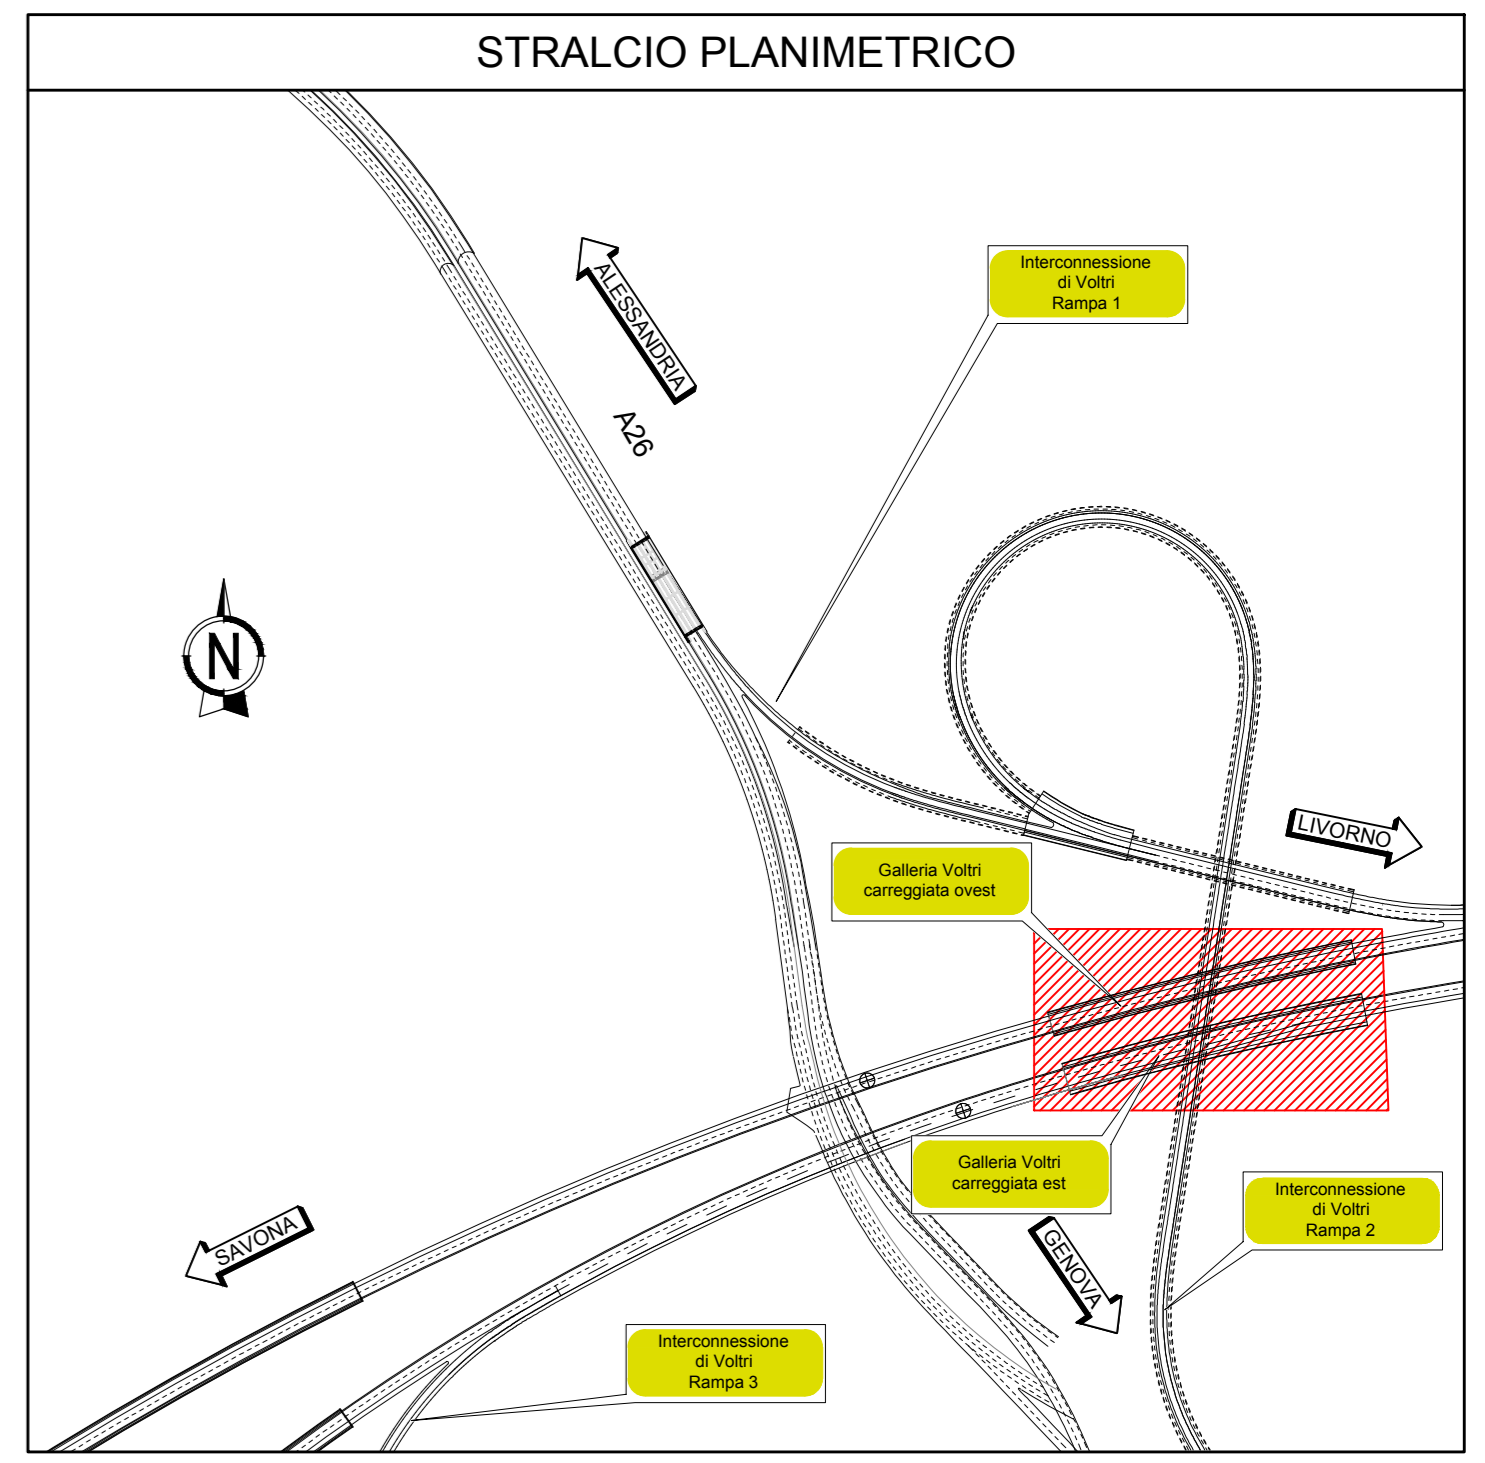 STRALCIO PLANIMETRICO
ALESSANDRIA
A26
Interconnessione
di Voltri
Rampa 1
N
LIVORNO
Galleria Voltri
carreggiata ovest
Galleria Voltri
carreggiata est
SAVONA
GENOVA
Interconnessione
di Voltri
Rampa 2
Interconnessione
di Voltri
Rampa 3